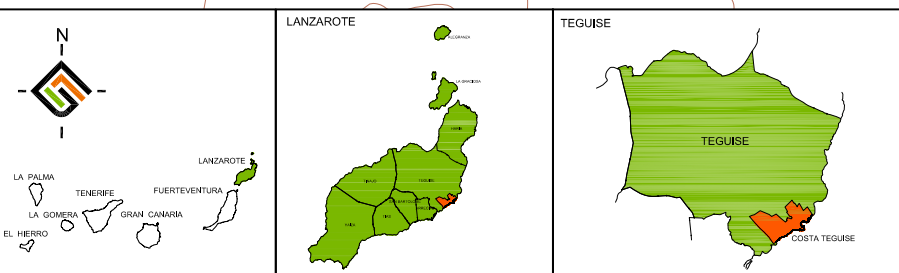 N
LANZAROTE
LA PALMA
TENERIFE
FUERTEVENTURA
LA GOMERA
GRAN CANARIA
EL HIERRO
LANZAROTE
ALEGRANZA
LA GRACIOSA
HARÍA
TINAJO
TEGUISE
YAIZA
TÍAS
TEGUISE
TEGUISE
COSTA TEGUISE